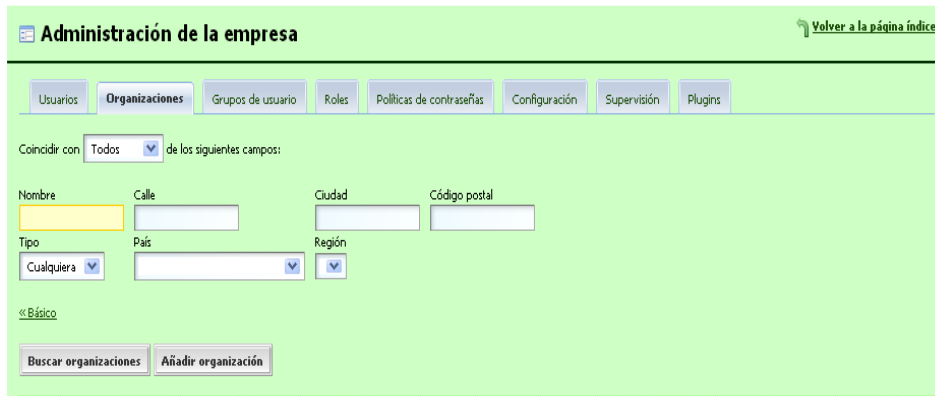 Administración de la empresa
Volver a la página índice
Usuarios Organizaciones Grupos de usuario Roles Políticas de contraseñas Configuración Supervisión Plugins
Coincidir con Todos de los siguientes campos:
Nombre Calle Ciudad Código postal
Tipo País Región
Cualquiera
«Básico
Buscar organizaciones Añadir organización